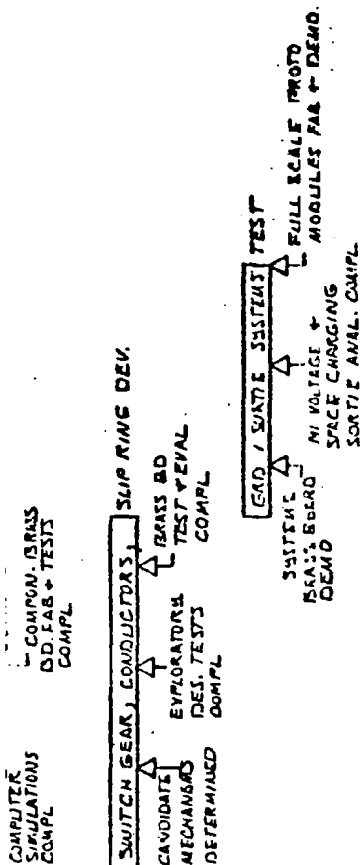 COMPUTER
SIMULATIONS
COMPL
- COMPON. BRASS
BD. FAB + TESTS
COMPL
SWITCH GEAR, CONDUCTORS, SLIP RING DEV.
CANDIDATE
MECHANISMS
DETERMINED
EXPLORATORY
DES. TESTS
COMPL
BRASS BD
TEST & EVAL
COMPL
GRD / SORTIE SYSTEMS TEST
SYSTEMS
BRASS BOARD
DEMO
HI VOLTAGE &
SPACE CHARGING
SORTIE ANAL. COMPL
FULL SCALE PROTO
MODULES FAB + DEMO.